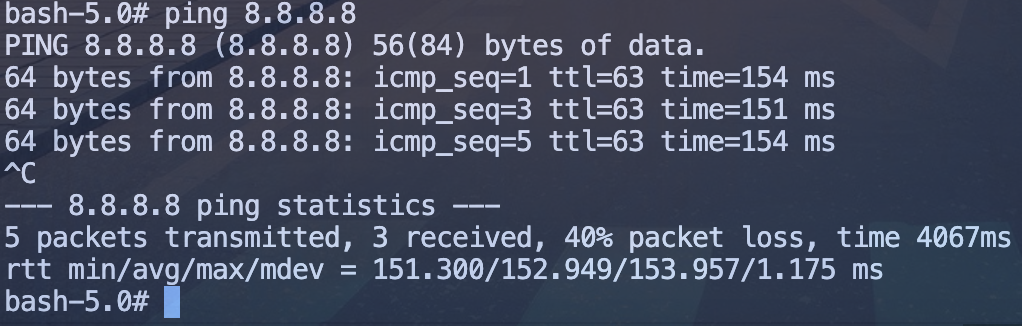 bash-5.0# ping 8.8.8.8
PING 8.8.8.8 (8.8.8.8) 56(84) bytes of data.
64 bytes from 8.8.8.8: icmp_seq=1 ttl=63 time=154 ms
64 bytes from 8.8.8.8: icmp_seq=3 ttl=63 time=151 ms
64 bytes from 8.8.8.8: icmp_seq=5 ttl=63 time=154 ms
^C
--- 8.8.8.8 ping statistics ---
5 packets transmitted, 3 received, 40% packet loss, time 4067ms
rtt min/avg/max/mdev = 151.300/152.949/153.957/1.175 ms
bash-5.0#